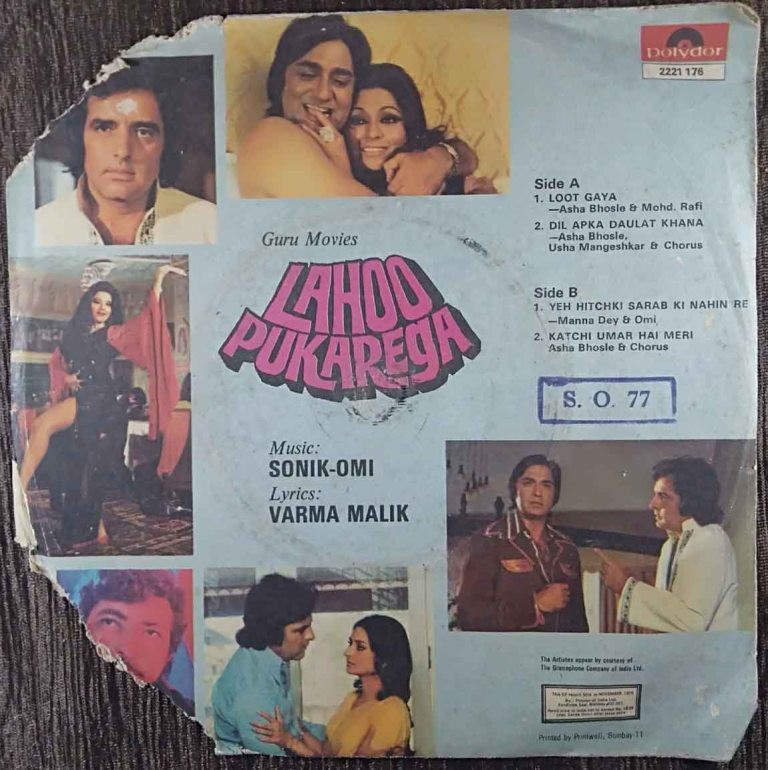 polydor
2221 176
Side A
1. LOOT GAYA
—Asha Bhosle & Mohd. Rafi
2. DIL APKA DAULAT KHANA
—Asha Bhosle,
Usha Mangeshkar & Chorus
Side B
1. YEH HITCHKI SARAB KI NAHIN RE
—Manna Dey & Omi
2. KATCHI UMAR HAI MERI
Asha Bhosle & Chorus
S. O. 77
Guru Movies
LAHOO
PUKAREGA
Music:
SONIK-OMI
Lyrics:
VARMA MALIK
The Artistes appear by courtesy of
The Gramophone Company of India Ltd.
Printed by Printwell, Bombay-11